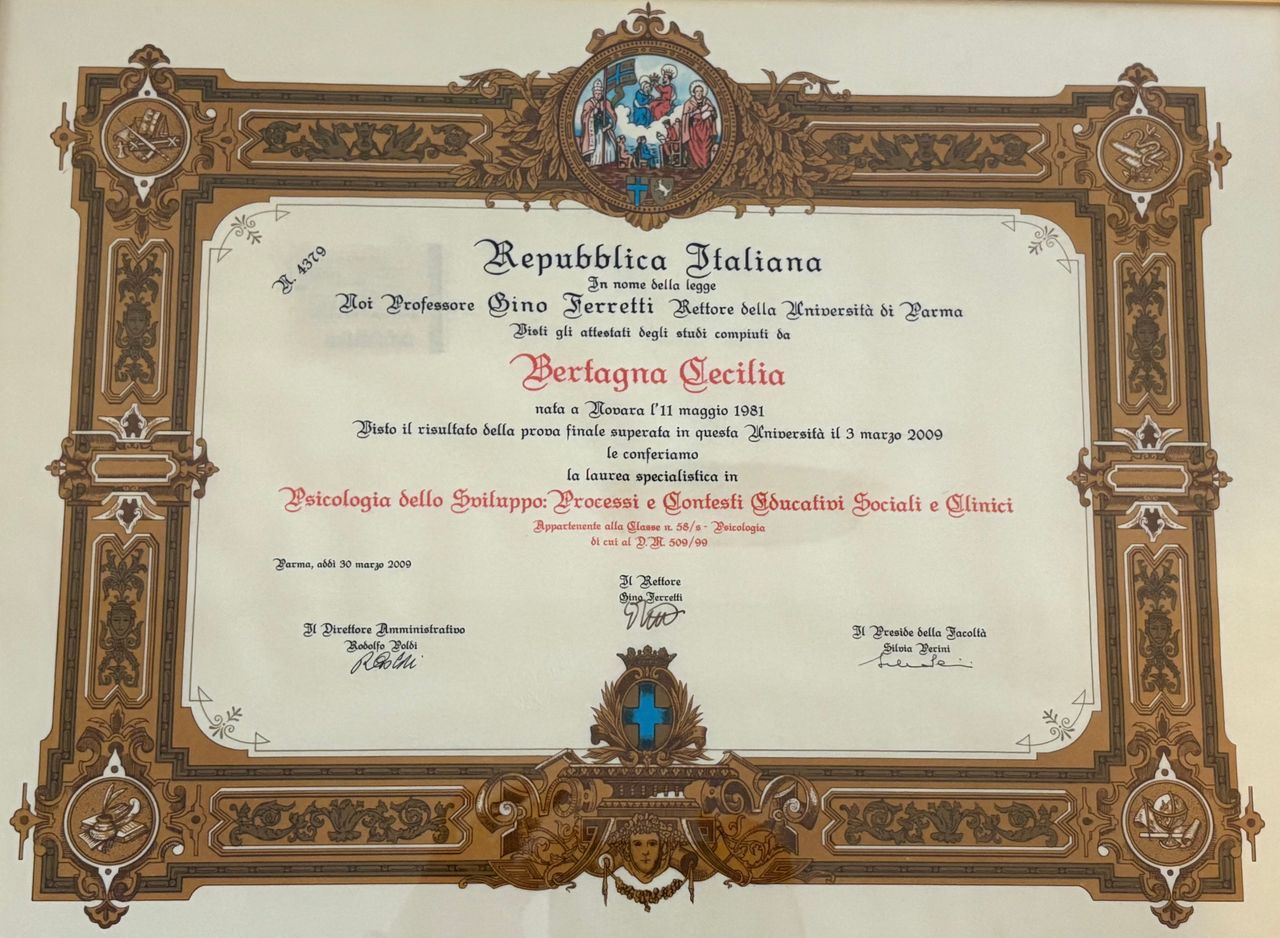 N. 4379
Repubblica Italiana
In nome della legge
Noi Professore Gino Ferretti Rettore della Università di Parma
Visti gli attestati degli studi compiuti da
Bertagna Cecilia
nata a Novara l'11 maggio 1981
Visto il risultato della prova finale superata in questa Università il 3 marzo 2009
le conferiamo
la laurea specialistica in
Psicologia dello Sviluppo: Processi e Contesti Educativi Sociali e Clinici
Appartenente alla Classe n. 58/s - Psicologia
di cui al D.M. 509/99
Parma, addì 30 marzo 2009
Il Rettore
Gino Ferretti
Il Direttore Amministrativo
Rodolfo Poldi
Il Preside della Facoltà
Silvia Perini